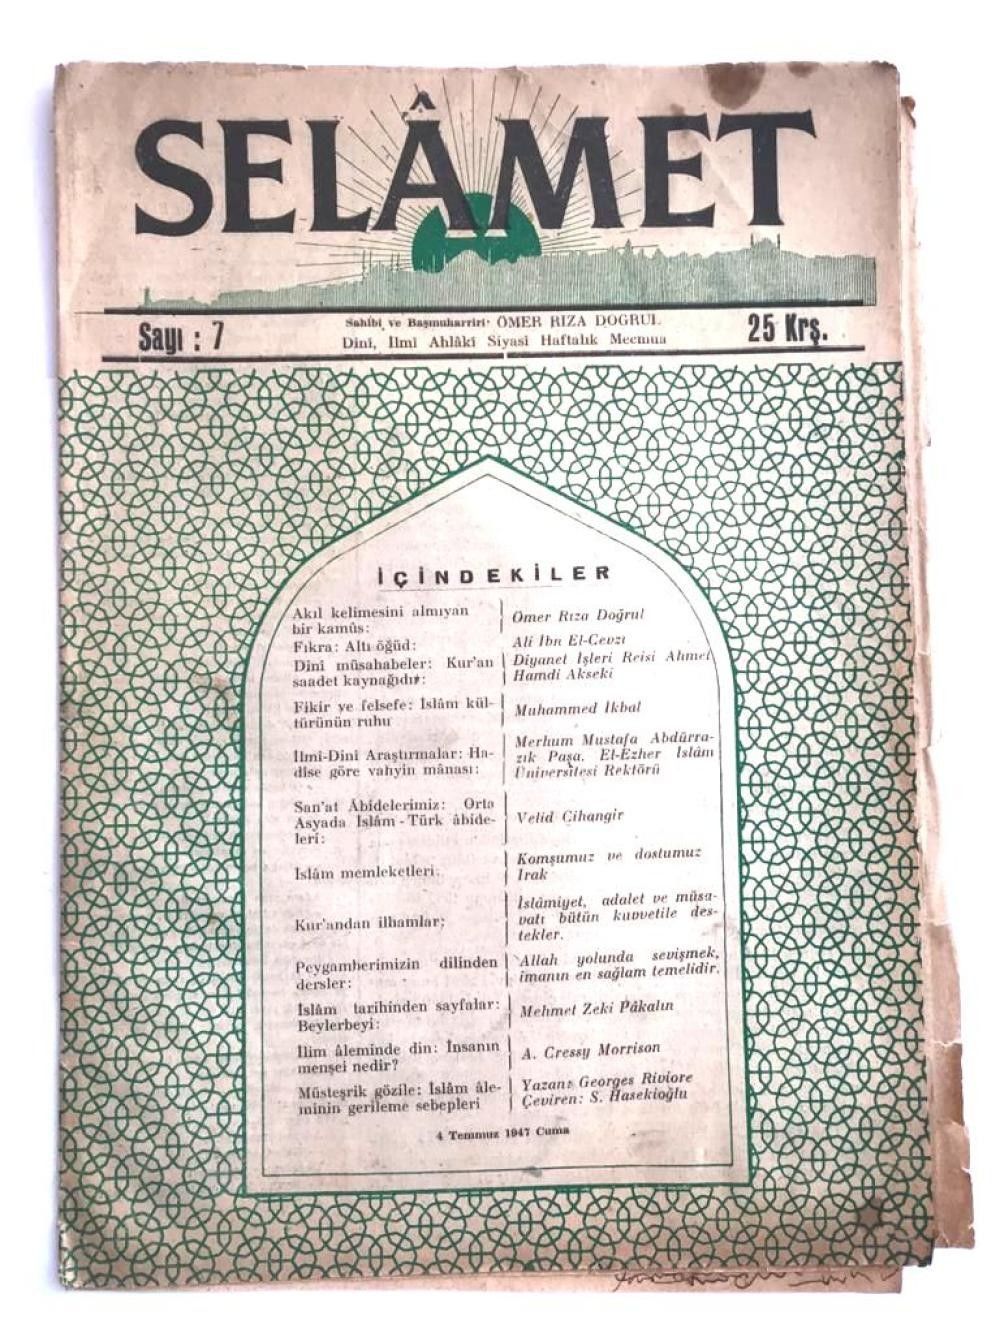 SELÂMET
Sayı : 7
Sahibi ve Başmuharriri· ÖMER RIZA DOĞRUL
Dinî, İlmî Ahlâkî Siyasî Haftalık Mecmua
25 Krş.
İÇİNDEKİLER
Akıl kelimesini almıyan
bir kamûs:
Ömer Rıza Doğrul
Fıkra: Altı öğüd:
Ali İbn El-Cevzi
Dinî müsahabeler: Kur'an
saadet kaynağıdır:
Diyanet İşleri Reisi Ahmet
Hamdi Akseki
Fikir ve felsefe: İslâm kül-
türünün ruhu
Muhammed İkbal
İlmî-Dinî Araştırmalar: Ha-
dise göre vahyin mânası:
Merhum Mustafa Abdürra-
zık Paşa. El-Ezher İslâm
Üniversitesi Rektörü
San'at Âbidelerimiz: Orta
Asyada İslâm - Türk âbide-
leri:
Velid Cihangir
İslâm memleketleri.
Komşumuz ve dostumuz
Irak
Kur'andan ilhamlar;
İslâmiyet, adalet ve müsa-
vatı bütün kuvvetile des-
tekler.
Peygamberimizin dilinden
dersler:
Allah yolunda sevişmek,
imanın en sağlam temelidir.
İslâm tarihinden sayfalar:
Beylerbeyi:
Mehmet Zeki Pâkalın
İlim âleminde din: İnsanın
menşei nedir?
A. Cressy Morrison
Müsteşrik gözile: İslâm âle-
minin gerileme sebepleri
Yazan: Georges Riviore
Çeviren: S. Hasekioğlu
4 Temmuz 1947 Cuma